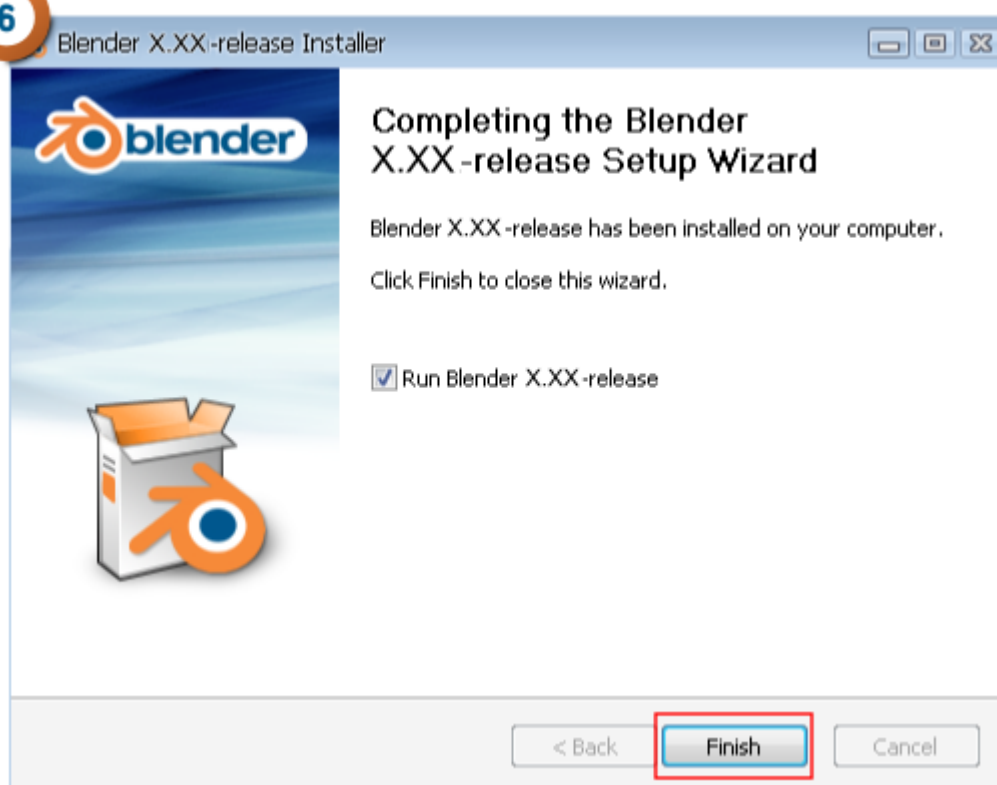 6
Blender X.XX-release Installer
blender
Completing the Blender
X.XX-release Setup Wizard
Blender X.XX-release has been installed on your computer.
Click Finish to close this wizard.
Run Blender X.XX-release
< Back
Finish
Cancel